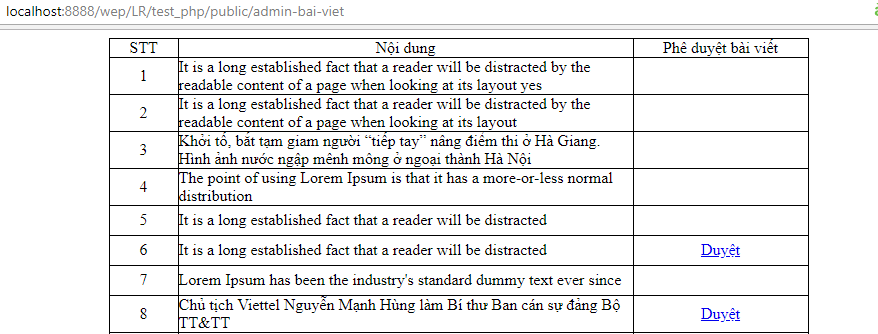 localhost:8888/wep/LR/test_php/public/admin-bai-viet
STT Nội dung Phê duyệt bài viết
1 It is a long established fact that a reader will be distracted by the
readable content of a page when looking at its layout yes
2 It is a long established fact that a reader will be distracted by the
readable content of a page when looking at its layout
3 Khởi tố, bắt tạm giam người “tiếp tay” nâng điểm thi ở Hà Giang.
Hình ảnh nước ngập mênh mông ở ngoại thành Hà Nội
4 The point of using Lorem Ipsum is that it has a more-or-less normal
distribution
5 It is a long established fact that a reader will be distracted
6 It is a long established fact that a reader will be distracted Duyệt
7 Lorem Ipsum has been the industry's standard dummy text ever since
8 Chủ tịch Viettel Nguyễn Mạnh Hùng làm Bí thư Ban cán sự đảng Bộ
TT&TT Duyệt